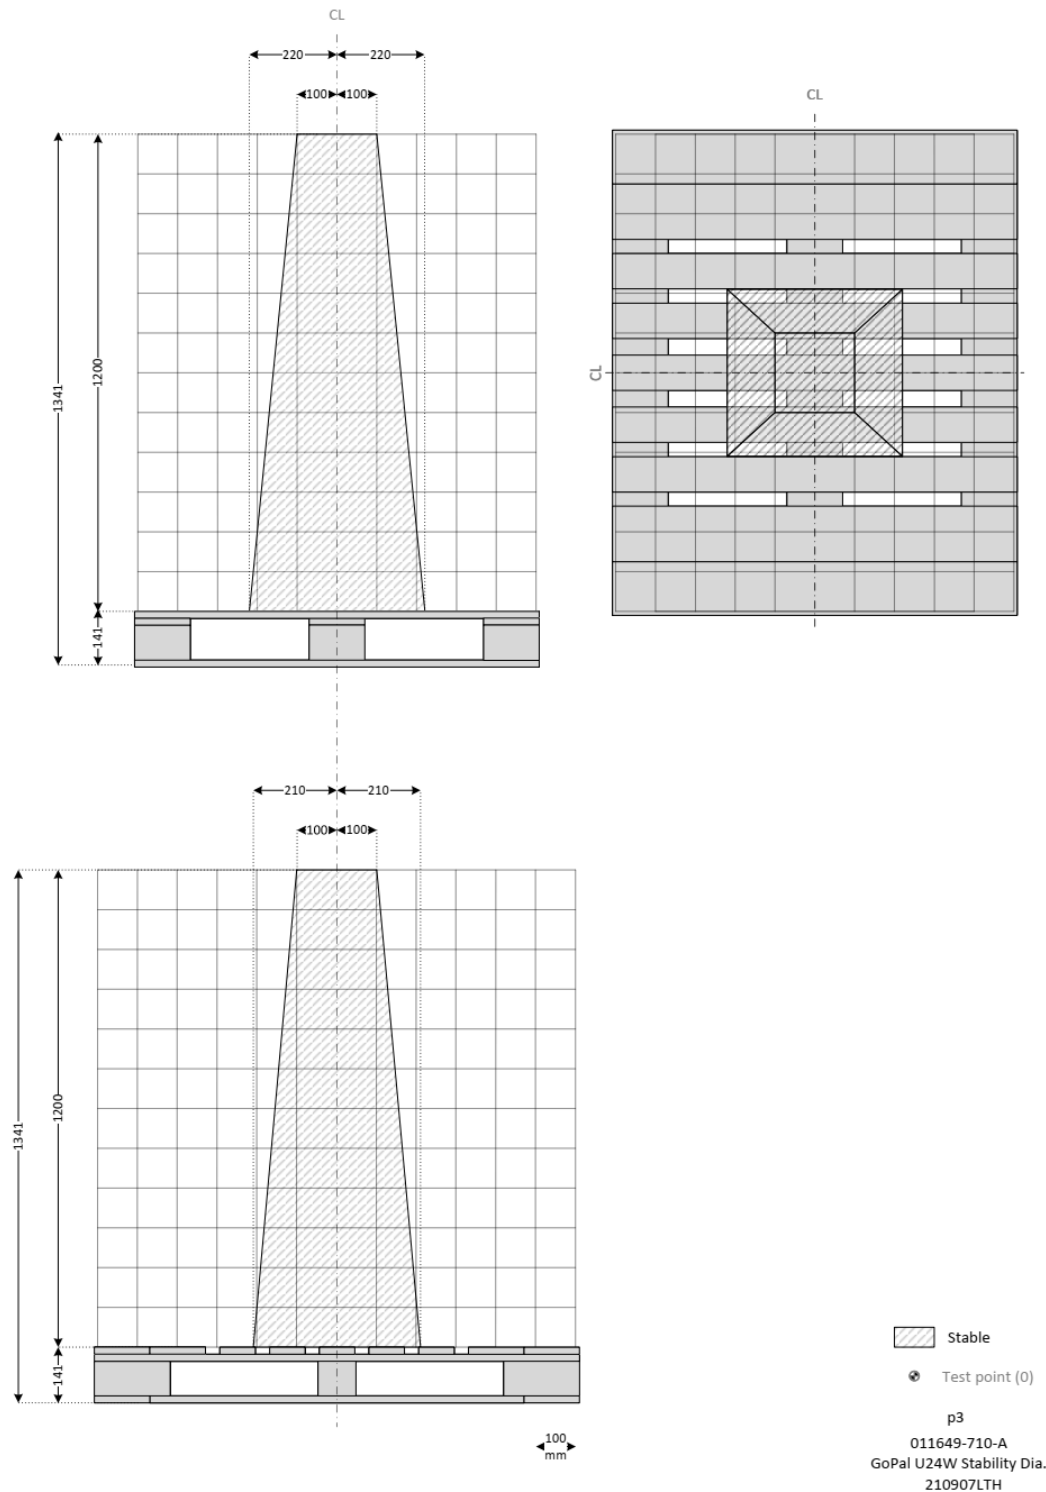 CL
220 220
100 100
CL
1341
1200
CL
141
210 210
100 100
1341
1200
141
Stable
Test point (0)
100
mm
p3
011649-710-A
GoPal U24W Stability Dia.
210907LTH